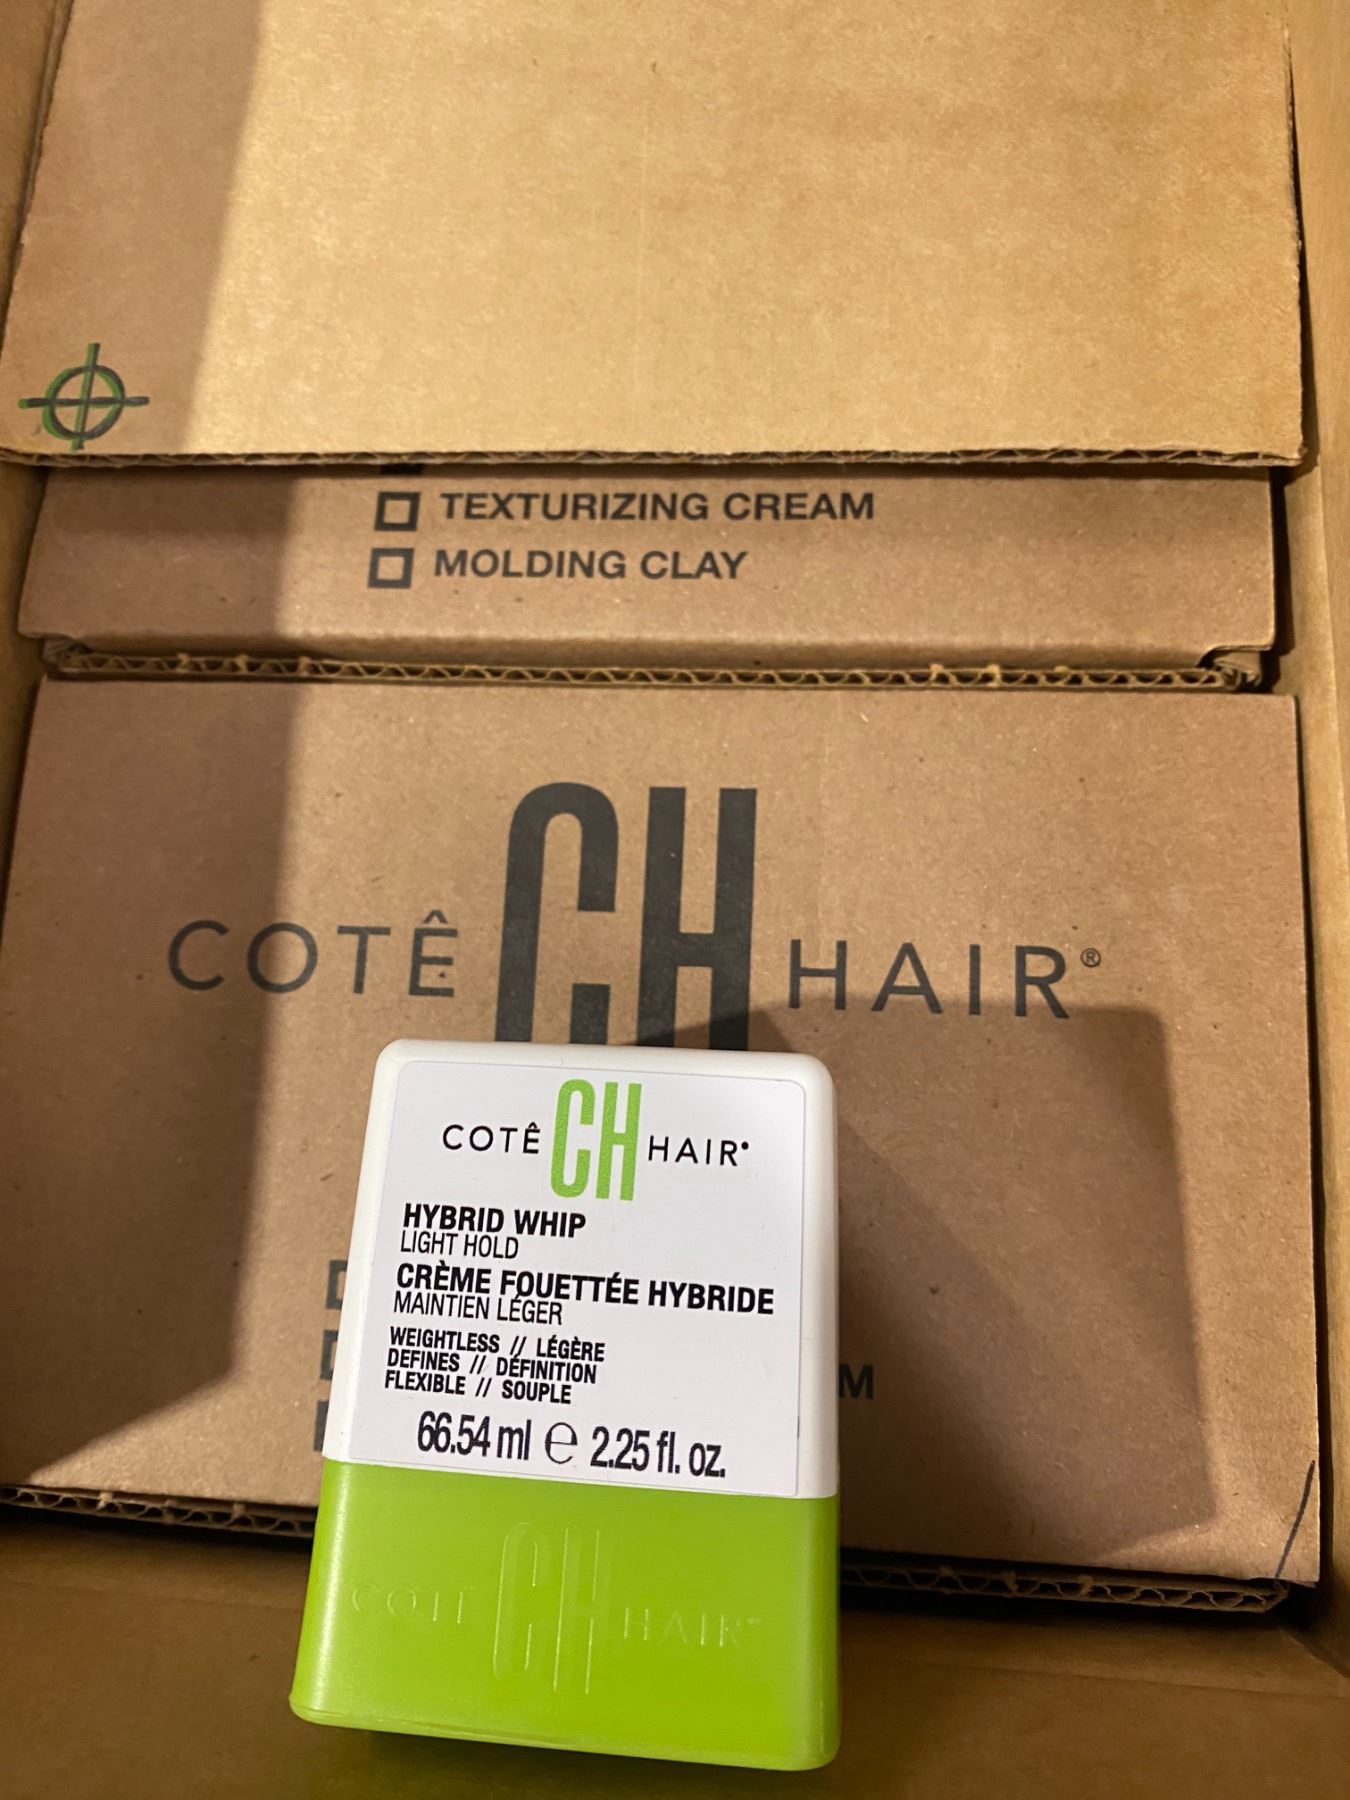 TEXTURIZING CREAM
MOLDING CLAY
COTÊ CH HAIR®
COTÊ CH HAIR
HYBRID WHIP
LIGHT HOLD
CRÈME FOUETTÉE HYBRIDE
MAINTIEN LÉGER
WEIGHTLESS // LÉGÈRE
DEFINES // DÉFINITION
FLEXIBLE // SOUPLE
66.54 ml e 2.25 fl. oz.
M
COTÊ CH HAIR